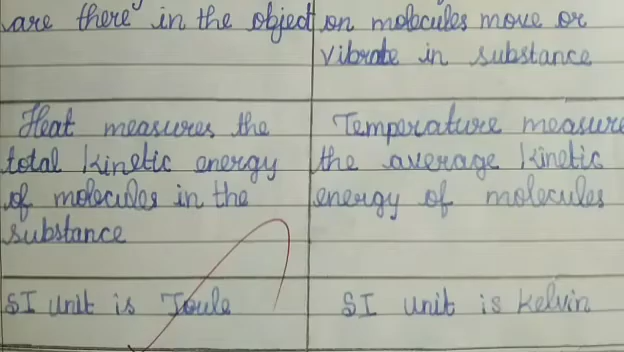 are there in the object
on molecules move or
vibrate in substance
Heat measures the
total kinetic energy
of molecules in the
substance
Temperature measure
the average kinetic
energy of molecules
SI unit is Joule
SI unit is Kelvin